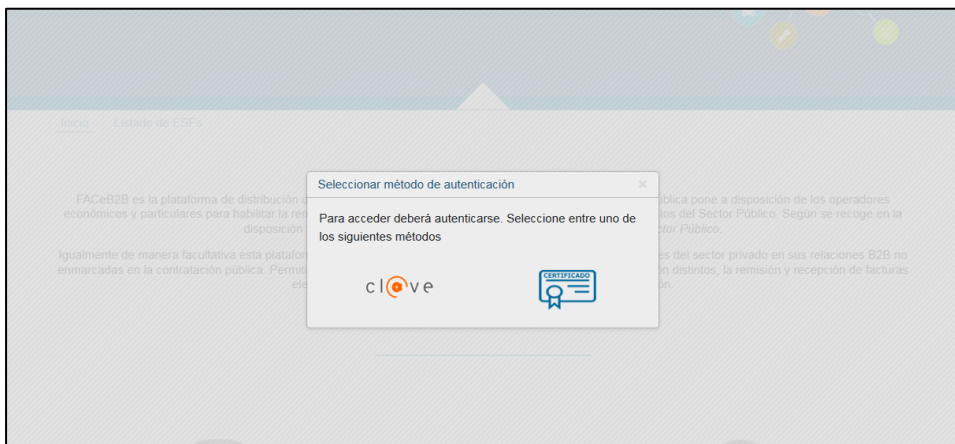 Inicio Listado de ESFs
Seleccionar método de autenticación ×
FACeB2B es la plataforma de distribución
blica pone a disposición de los operadores
Para acceder deberá autenticarse. Seleccione entre uno de
los siguientes métodos
económicos y particulares para habilitar la
tos del Sector Público. Según se recoge en la
disposición
ctor Público.
Igualmente de manera facultativa esta
es del sector privado en sus relaciones B2B no
enmarcadas en la contratación pública.
distintos, la remisión y recepción de facturas
cl@ve
CERTIFICADO